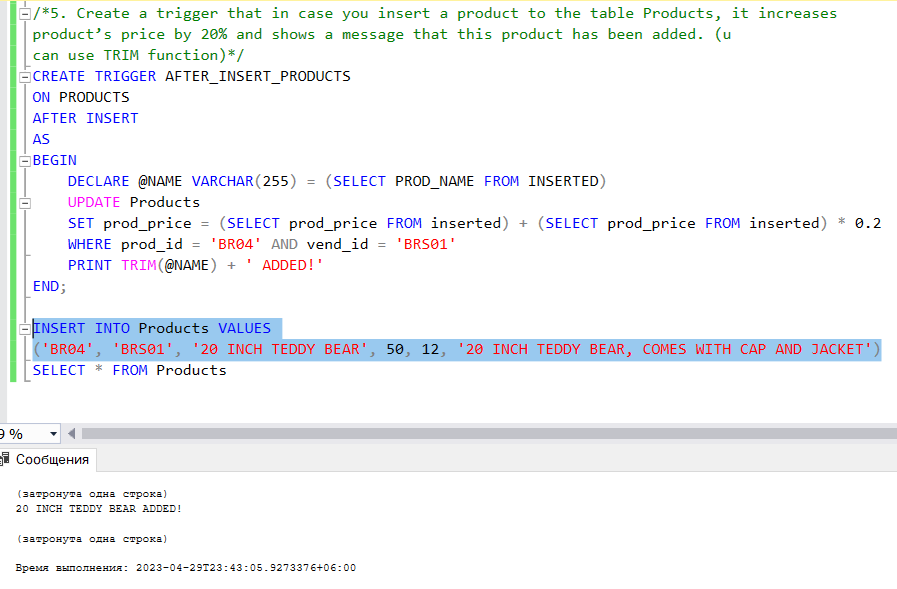 /*5. Create a trigger that in case you insert a product to the table Products, it increases
product’s price by 20% and shows a message that this product has been added. (u
can use TRIM function)*/
CREATE TRIGGER AFTER_INSERT_PRODUCTS
ON PRODUCTS
AFTER INSERT
AS
BEGIN
DECLARE @NAME VARCHAR(255) = (SELECT PROD_NAME FROM INSERTED)
UPDATE Products
SET prod_price = (SELECT prod_price FROM inserted) + (SELECT prod_price FROM inserted) * 0.2
WHERE prod_id = 'BR04' AND vend_id = 'BRS01'
PRINT TRIM(@NAME) + ' ADDED!'
END;
INSERT INTO Products VALUES
('BR04', 'BRS01', '20 INCH TEDDY BEAR', 50, 12, '20 INCH TEDDY BEAR, COMES WITH CAP AND JACKET')
SELECT * FROM Products
9 %
Сообщения
(затронута одна строка)
20 INCH TEDDY BEAR ADDED!
(затронута одна строка)
Время выполнения: 2023-04-29T23:43:05.9273376+06:00